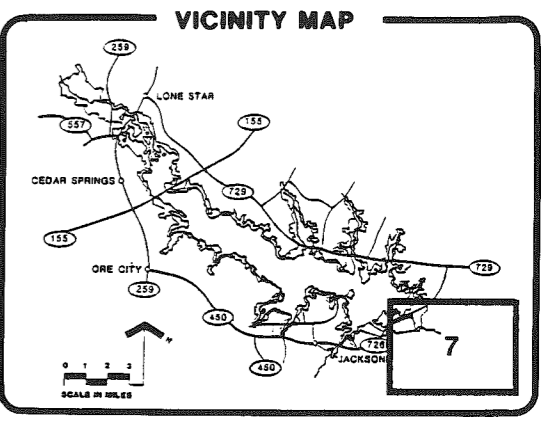 VICINITY MAP
259
LONE STAR
557
155
CEDAR SPRINGS
729
155
ORE CITY
729
259
450
726
7
JACKSON
450
N
0 1 2 3
SCALE IN MILES